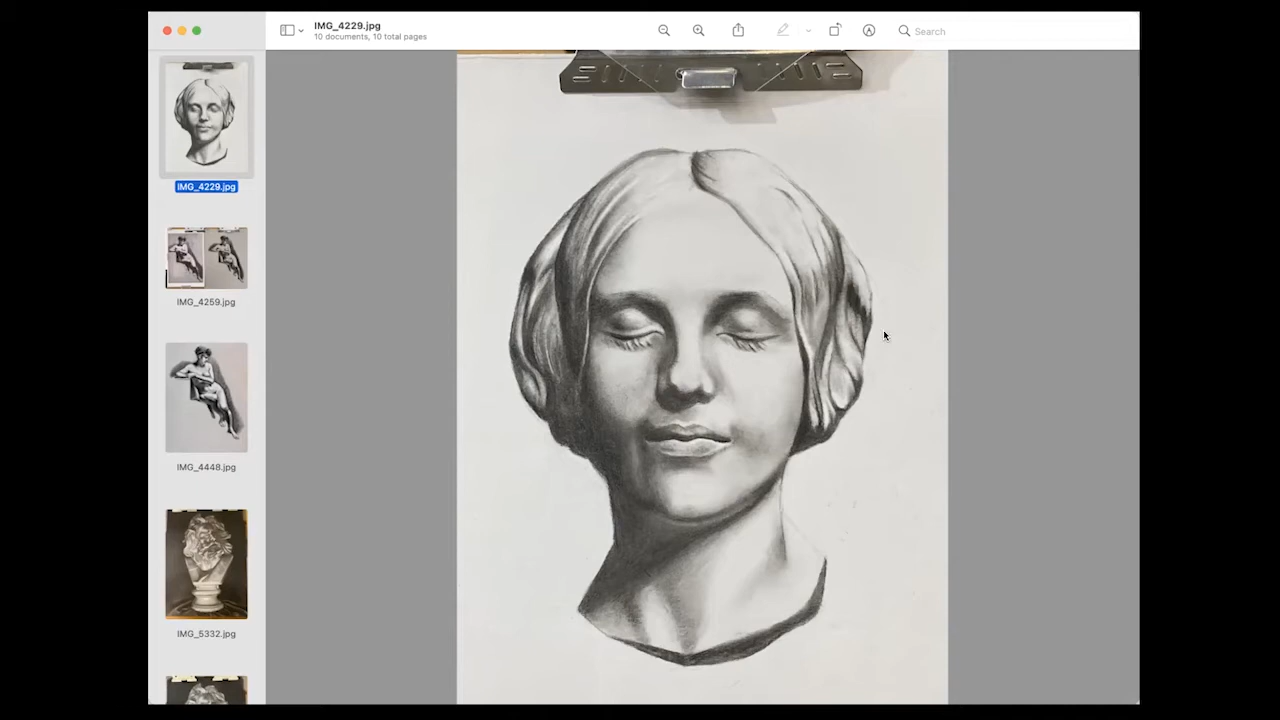 IMG_4229.jpg
10 documents, 10 total pages
Search
IMG_4229.jpg
IMG_4259.jpg
IMG_4448.jpg
IMG_5332.jpg